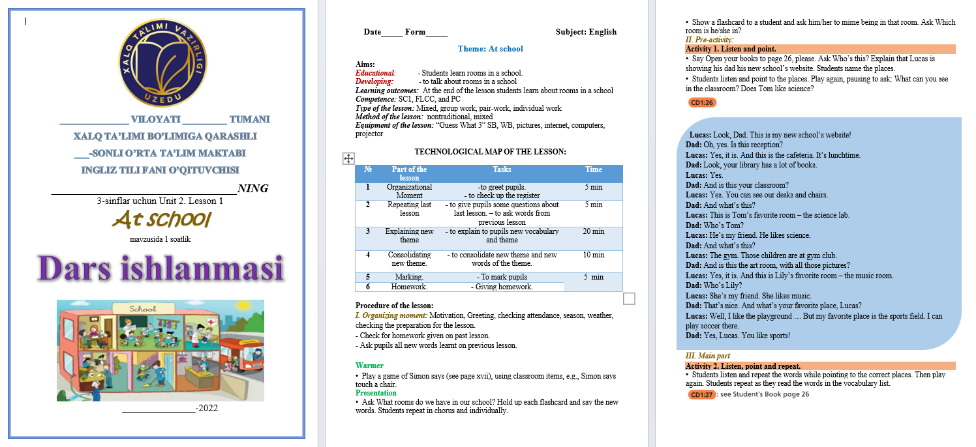 XALQ TALIMI VAZIRLIGI
UZEDU
____________ VILOYATI __________ TUMANI
XALQ TA’LIMI BO’LIMIGA QARASHLI
___-SONLI O’RTA TA’LIM MAKTABI
INGLIZ TILI FANI O’QITUVCHISI
____________________________NING
3-sinflar uchun Unit 2. Lesson 1
At school
mavzusida 1 soatlik
Dars ishlanmasi
School
________________-2022
Date_____ Form_____ Subject: English
Theme: At school
Aims:
Educational: - Students learn rooms in a school.
Developing: - to talk about rooms in a school
Learning outcomes: At the end of the lesson students learn about rooms in a school
Competence: SC1, FLCC, and PC
Type of the lesson: Mixed, group work, pair-work, individual work
Method of the lesson: nontraditional, mixed
Equipment of the lesson: “Guess What 3” SB, WB, pictures, internet, computers,
projector
TECHNOLOGICAL MAP OF THE LESSON:
№ Part of the lesson Tasks Time
1 Organizational Moment -to greet pupils. - to check up the register 5 min
2 Repeating last lesson - to give pupils some questions about last lesson. – to ask words from previous lesson 5 min
3 Explaining new theme - to explain to pupils new vocabulary and theme 20 min
4 Consolidating new theme. - to consolidate new theme and new words of the theme. 10 min
5 Marking. - To mark pupils 5 min
6 Homework. - Giving homework.
Procedure of the lesson:
I. Organizing moment: Motivation, Greeting, checking attendance, season, weather,
checking the preparation for the lesson.
- Check for homework given on past lesson.
- Ask pupils all new words learnt on previous lesson.
Warmer
• Play a game of Simon says (see page xvii), using classroom items, e.g., Simon says
touch a chair.
Presentation
• Ask What rooms do we have in our school? Hold up each flashcard and say the new
words. Students repeat in chorus and individually.
• Show a flashcard to a student and ask him/her to mime being in that room. Ask Which
room is he/she in?
II. Pre-activity:
Activity 1. Listen and point.
• Say Open your books to page 26, please. Ask Who’s this? Explain that Lucas is
showing his dad his new school’s website. Students name the places.
• Students listen and point to the places. Play again, pausing to ask: What can you see
in the classroom? Does Tom like science?
CD1:26
Lucas: Look, Dad. This is my new school’s website!
Dad: Oh, yes. Is this reception?
Lucas: Yes, it is. And this is the cafeteria. It’s lunchtime.
Dad: Look, your library has a lot of books.
Lucas: Yes.
Dad: And is this your classroom?
Lucas: Yes. You can see our desks and chairs.
Dad: And what’s this?
Lucas: This is Tom’s favorite room – the science lab.
Dad: Who’s Tom?
Lucas: He’s my friend. He likes science.
Dad: And what’s this?
Lucas: The gym. Those children are at gym club.
Dad: And is this the art room, with all those pictures?
Lucas: Yes, it is. And this is Lily’s favorite room – the music room.
Dad: Who’s Lily?
Lucas: She’s my friend. She likes music.
Dad: That’s nice. And what’s your favorite place, Lucas?
Lucas: Well, I like the playground … But my favorite place is the sports field. I can
play soccer there.
Dad: Yes, Lucas. You like sports!
III. Main part
Activity 2. Listen, point and repeat.
• Students listen and repeat the words while pointing to the correct places. Then play
again. Students repeat as they read the words in the vocabulary list.
CD1:27: see Student’s Book page 26